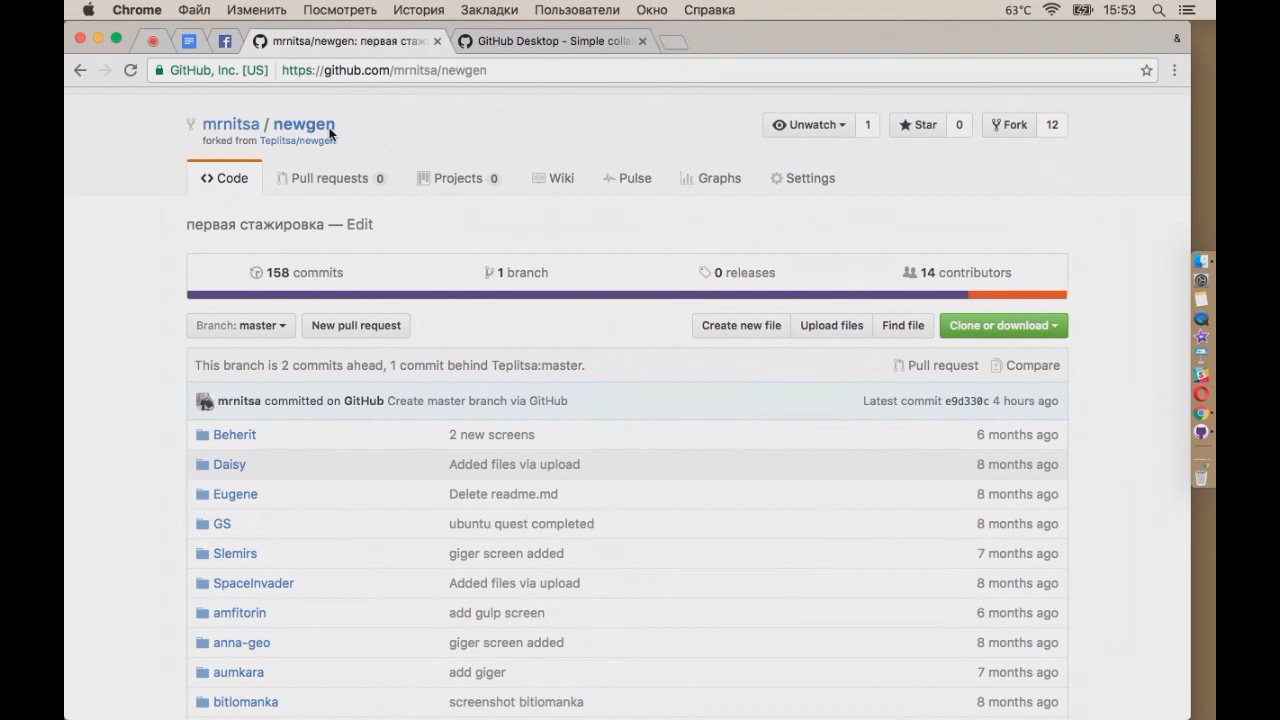 Chrome Файл Изменить Посмотреть История Закладки Пользователи Окно Справка 63°C 15:53
mrnitsa/newgen: первая стаж GitHub Desktop - Simple colla
GitHub, Inc. [US] https://github.com/mrnitsa/newgen
mrnitsa / newgen Unwatch 1 Star 0 Fork 12
forked from Teplitsa/newgen
Code Pull requests 0 Projects 0 Wiki Pulse Graphs Settings
первая стажировка — Edit
158 commits 1 branch 0 releases 14 contributors
Branch: master New pull request Create new file Upload files Find file Clone or download
This branch is 2 commits ahead, 1 commit behind Teplitsa:master. Pull request Compare
mrnitsa committed on GitHub Create master branch via GitHub Latest commit e9d330c 4 hours ago
Beherit 2 new screens 6 months ago
Daisy Added files via upload 8 months ago
Eugene Delete readme.md 8 months ago
GS ubuntu quest completed 8 months ago
Slemirs giger screen added 7 months ago
SpaceInvader Added files via upload 8 months ago
amfitorin add gulp screen 6 months ago
anna-geo giger screen added 8 months ago
aumkara add giger 7 months ago
bitlomanka screenshot bitlomanka 8 months ago